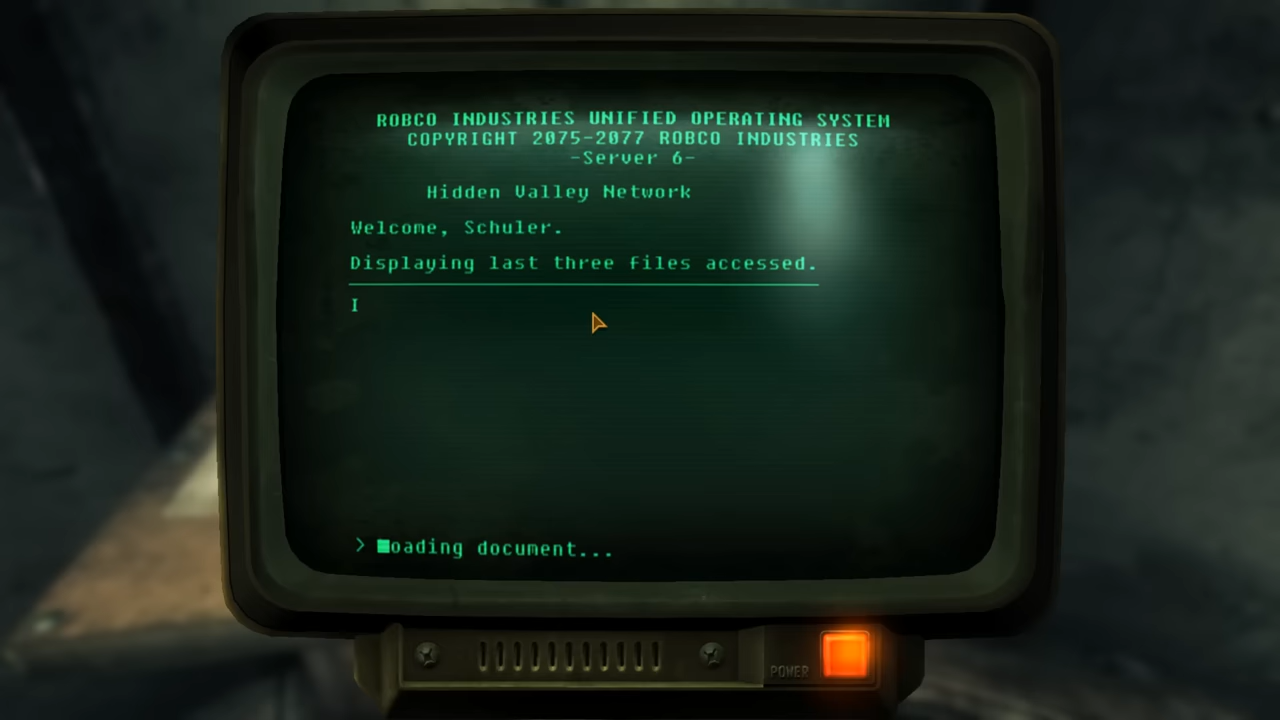 ROBCO INDUSTRIES UNIFIED OPERATING SYSTEM
COPYRIGHT 2075-2077 ROBCO INDUSTRIES
-Server 6-
Hidden Valley Network
Welcome, Schuler.
Displaying last three files accessed.
I
> ■oading document...
POWER